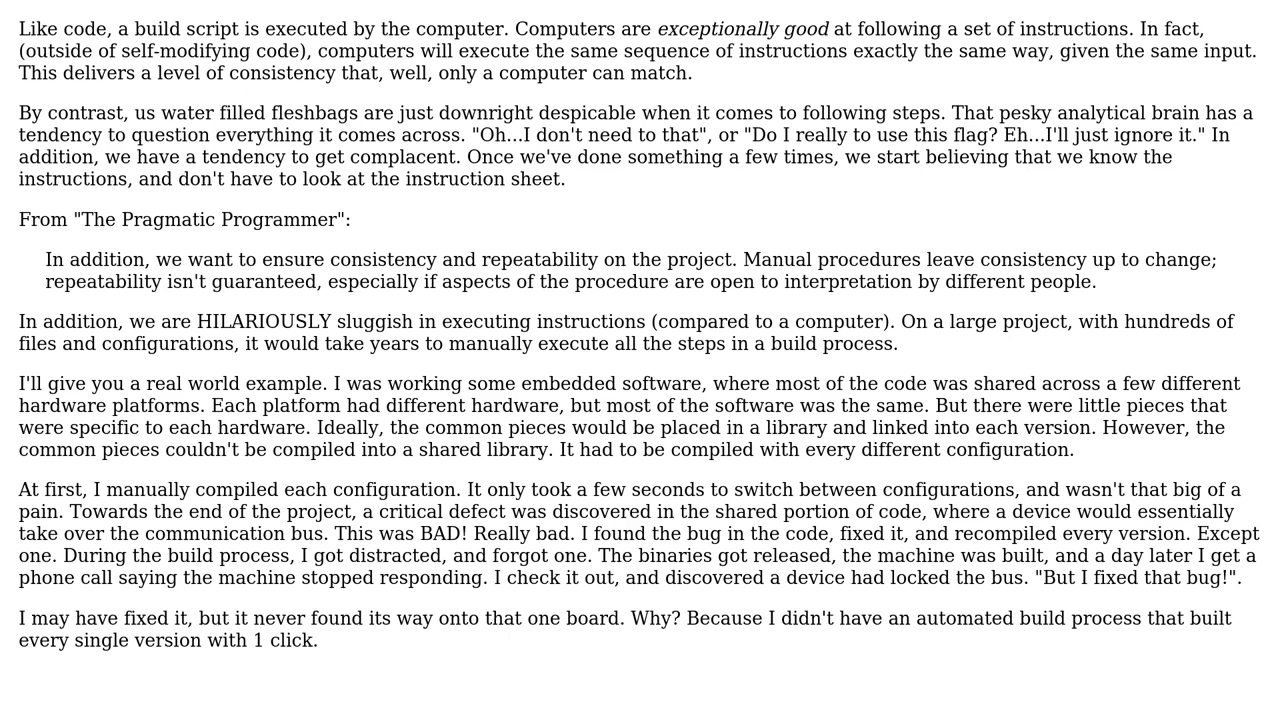 Like code, a build script is executed by the computer. Computers are exceptionally good at following a set of instructions. In fact,
(outside of self-modifying code), computers will execute the same sequence of instructions exactly the same way, given the same input.
This delivers a level of consistency that, well, only a computer can match.
By contrast, us water filled fleshbags are just downright despicable when it comes to following steps. That pesky analytical brain has a
tendency to question everything it comes across. "Oh...I don't need to that", or "Do I really to use this flag? Eh...I'll just ignore it." In
addition, we have a tendency to get complacent. Once we've done something a few times, we start believing that we know the
instructions, and don't have to look at the instruction sheet.
From "The Pragmatic Programmer":
In addition, we want to ensure consistency and repeatability on the project. Manual procedures leave consistency up to change;
repeatability isn't guaranteed, especially if aspects of the procedure are open to interpretation by different people.
In addition, we are HILARIOUSLY sluggish in executing instructions (compared to a computer). On a large project, with hundreds of
files and configurations, it would take years to manually execute all the steps in a build process.
I'll give you a real world example. I was working some embedded software, where most of the code was shared across a few different
hardware platforms. Each platform had different hardware, but most of the software was the same. But there were little pieces that
were specific to each hardware. Ideally, the common pieces would be placed in a library and linked into each version. However, the
common pieces couldn't be compiled into a shared library. It had to be compiled with every different configuration.
At first, I manually compiled each configuration. It only took a few seconds to switch between configurations, and wasn't that big of a
pain. Towards the end of the project, a critical defect was discovered in the shared portion of code, where a device would essentially
take over the communication bus. This was BAD! Really bad. I found the bug in the code, fixed it, and recompiled every version. Except
one. During the build process, I got distracted, and forgot one. The binaries got released, the machine was built, and a day later I get a
phone call saying the machine stopped responding. I check it out, and discovered a device had locked the bus. "But I fixed that bug!".
I may have fixed it, but it never found its way onto that one board. Why? Because I didn't have an automated build process that built
every single version with 1 click.